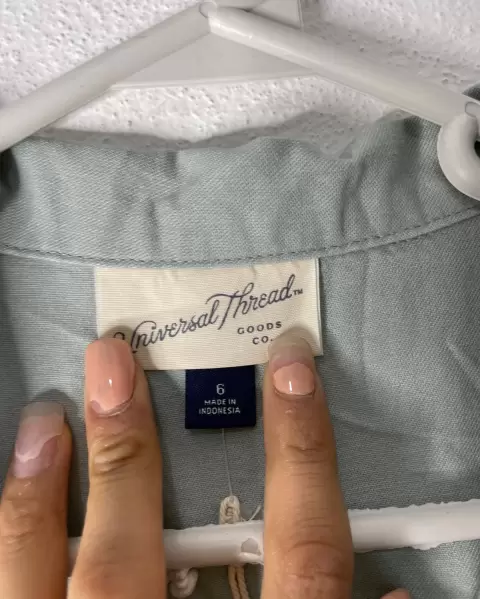 Universal Thread™
GOODS
CO.
6
MADE IN
INDONESIA